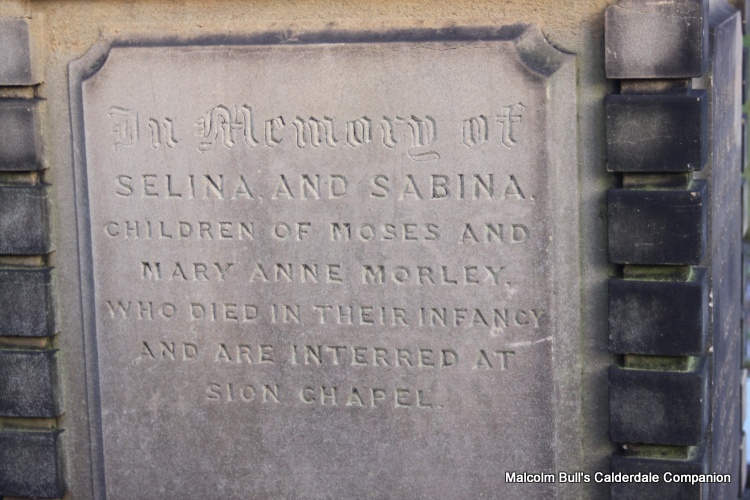 In Memory of
SELINA, AND SABINA,
CHILDREN OF MOSES AND
MARY ANNE MORLEY,
WHO DIED IN THEIR INFANCY
AND ARE INTERRED AT
SION CHAPEL.
Malcolm Bull's Calderdale Companion